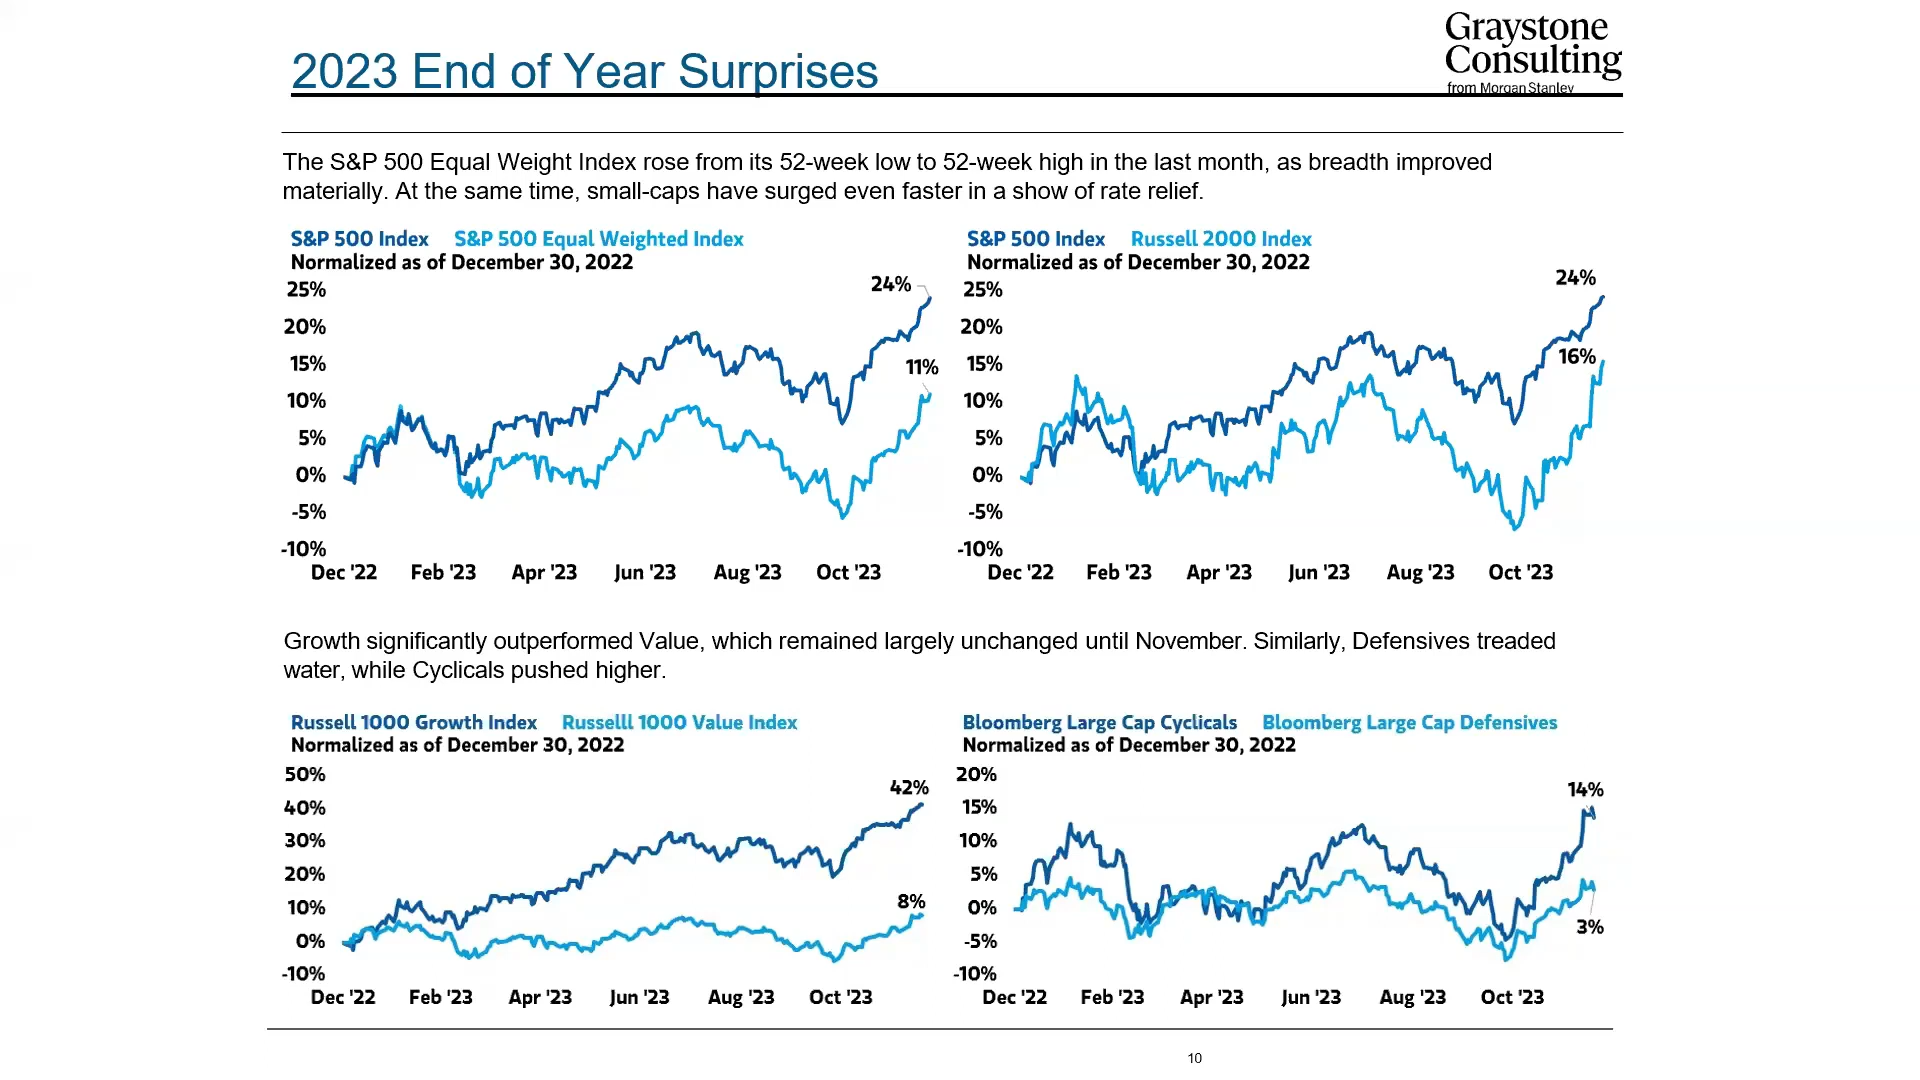 Graystone
Consulting
from Morgan Stanley
2023 End of Year Surprises
The S&P 500 Equal Weight Index rose from its 52-week low to 52-week high in the last month, as breadth improved
materially. At the same time, small-caps have surged even faster in a show of rate relief.
S&P 500 Index S&P 500 Equal Weighted Index
Normalized as of December 30, 2022
25%
20%
15%
10%
5%
0%
-5%
-10%
24%
11%
Dec '22 Feb '23 Apr '23 Jun '23 Aug '23 Oct '23
S&P 500 Index Russell 2000 Index
Normalized as of December 30, 2022
25%
20%
15%
10%
5%
0%
-5%
-10%
24%
16%
Dec '22 Feb '23 Apr '23 Jun '23 Aug '23 Oct '23
Growth significantly outperformed Value, which remained largely unchanged until November. Similarly, Defensives treaded
water, while Cyclicals pushed higher.
Russell 1000 Growth Index Russelll 1000 Value Index
Normalized as of December 30, 2022
50%
40%
30%
20%
10%
0%
-10%
42%
8%
Dec '22 Feb '23 Apr '23 Jun '23 Aug '23 Oct '23
Bloomberg Large Cap Cyclicals Bloomberg Large Cap Defensives
Normalized as of December 30, 2022
20%
15%
10%
5%
0%
-5%
-10%
14%
3%
Dec '22 Feb '23 Apr '23 Jun '23 Aug '23 Oct '23
10